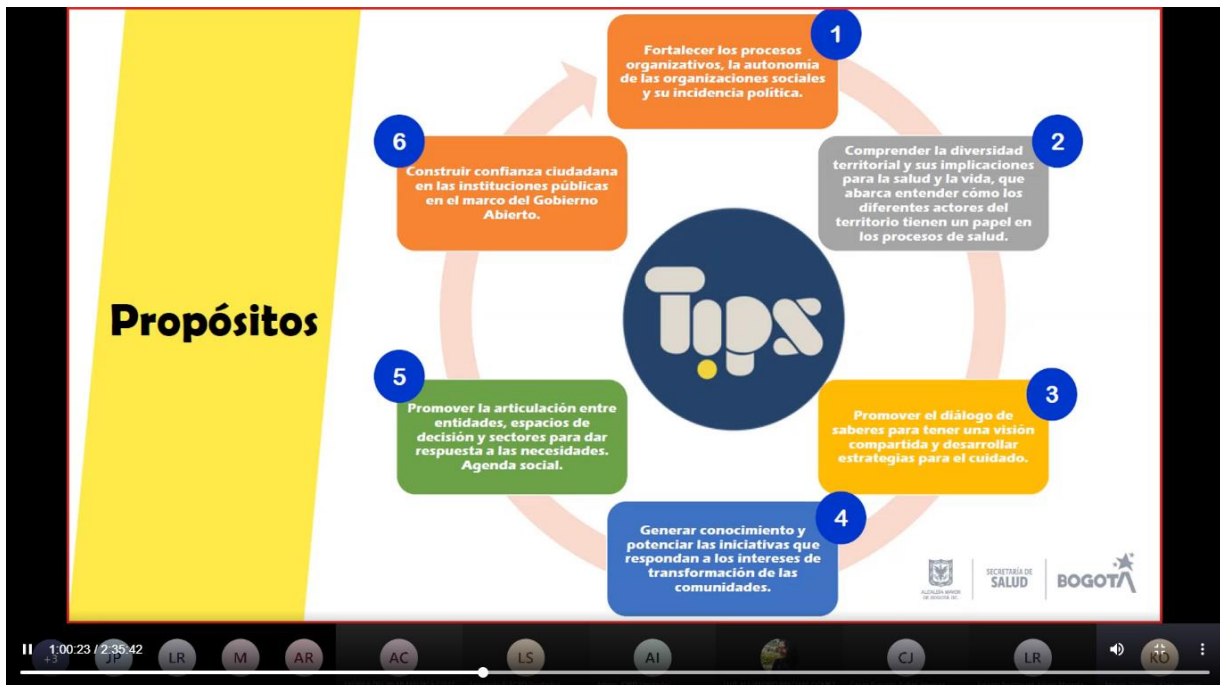 Propósitos
1
Fortalecer los procesos
organizativos, la autonomía
de las organizaciones sociales
y su incidencia política.
2
Comprender la diversidad
territorial y sus implicaciones
para la salud y la vida, que
abarca entender cómo los
diferentes actores del
territorio tienen un papel en
los procesos de salud.
3
Promover el diálogo de
saberes para tener una visión
compartida y desarrollar
estrategias para el cuidado.
4
Generar conocimiento y
potenciar las iniciativas que
respondan a los intereses de
transformación de las
comunidades.
5
Promover la articulación entre
entidades, espacios de
decisión y sectores para dar
respuesta a las necesidades.
Agenda social.
6
Construir confianza ciudadana
en las instituciones públicas
en el marco del Gobierno
Abierto.
Tips
ALCALDÍA MAYOR
DE BOGOTÁ D.C.
SECRETARÍA DE
SALUD
BOGOTÁ
1:00:23 / 2:35:42
+3 JP LR M AR AC LS AI CJ LR RO